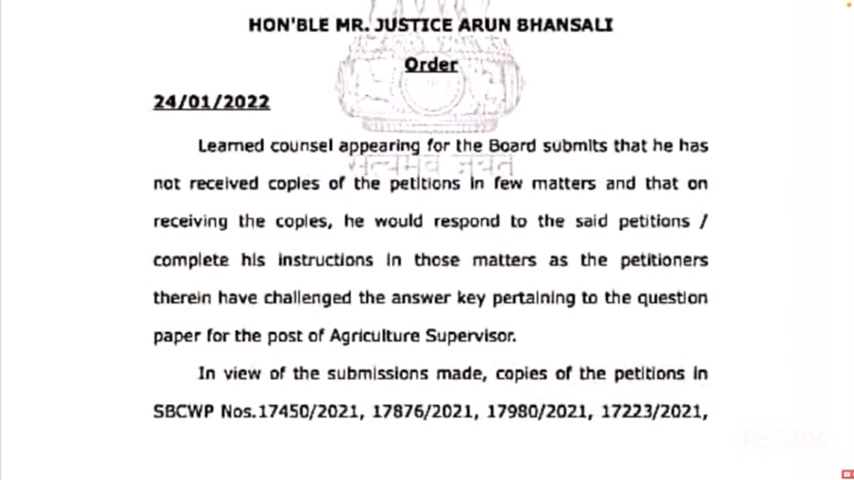 HON'BLE MR. JUSTICE ARUN BHANSALI
Order
24/01/2022
Learned counsel appearing for the Board submits that he has
not received copies of the petitions in few matters and that on
receiving the copies, he would respond to the said petitions /
complete his instructions in those matters as the petitioners
therein have challenged the answer key pertaining to the question
paper for the post of Agriculture Supervisor.
In view of the submissions made, copies of the petitions in
SBCWP Nos.17450/2021, 17876/2021, 17980/2021, 17223/2021,